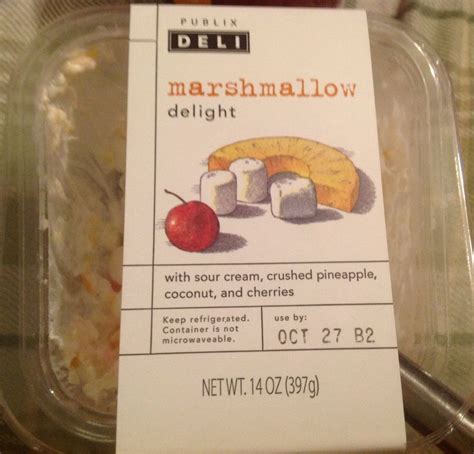 PUBLIX
DELI
marshmallow
delight
with sour cream, crushed pineapple,
coconut, and cherries
Keep refrigerated.
Container is not
microwaveable.
use by:
OCT 27 B2
NET WT. 14 OZ (397g)